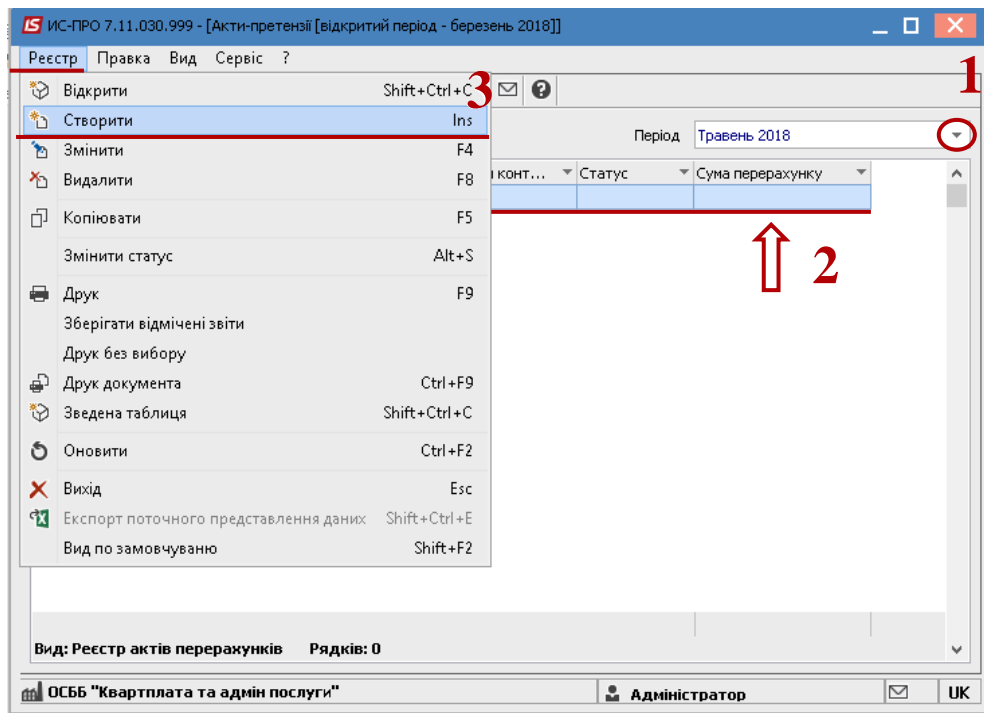 ИС-ПРО 7.11.030.999 - [Акти-претензії [відкритий період - березень 2018]]
Реєстр Правка Вид Сервіс ?
1
Відкрити Shift+Ctrl+C
3
Створити Ins
Період Травень 2018
Змінити F4
конт... Статус Сума перерахунку
Видалити F8
Копіювати F5
Змінити статус Alt+S
2
Друк F9
Зберігати відмічені звіти
Друк без вибору
Друк документа Ctrl+F9
Зведена таблиця Shift+Ctrl+C
Оновити Ctrl+F2
Вихід Esc
Експорт поточного представлення даних Shift+Ctrl+E
Вид по замовчуваню Shift+F2
Вид: Реєстр актів перерахунків Рядків: 0
ОСББ "Квартплата та адмін послуги" Адміністратор UK